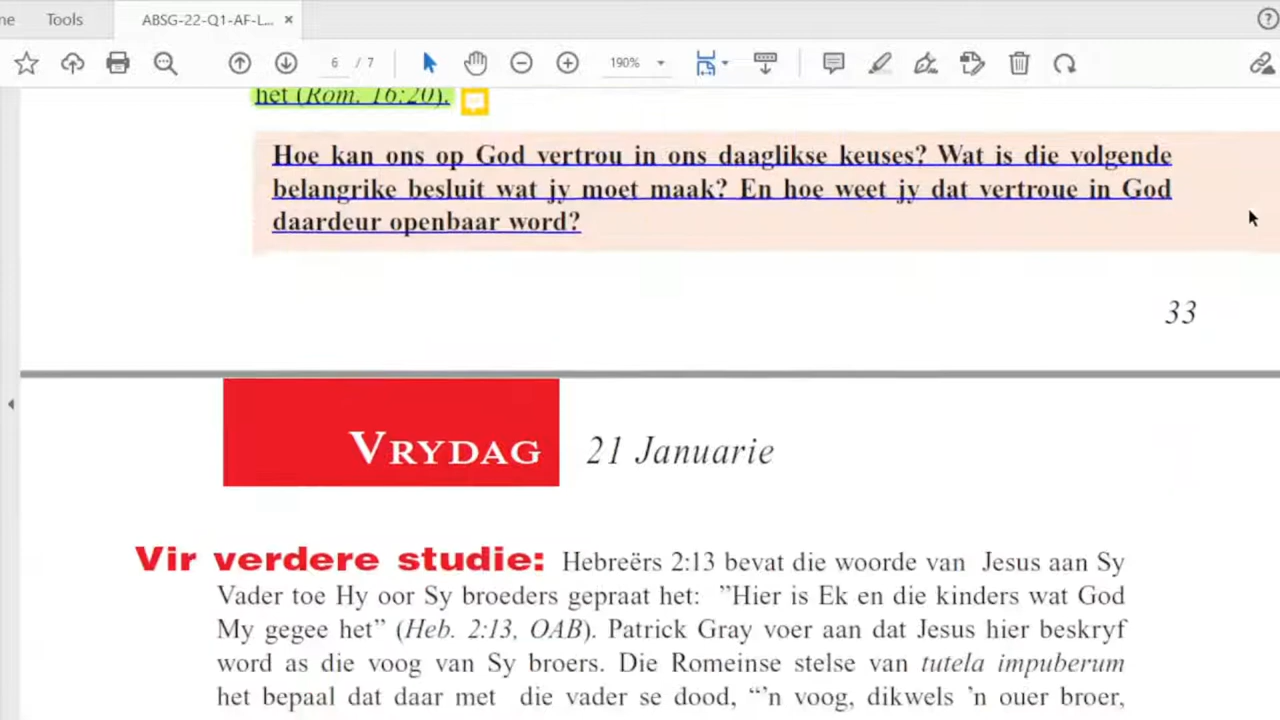 me
Tools
ABSG-22-Q1-AF-L...
6 / 7
190%
het (Rom. 16:20).
Hoe kan ons op God vertrou in ons daaglikse keuses? Wat is die volgende
belangrike besluit wat jy moet maak? En hoe weet jy dat vertroue in God
daardeur openbaar word?
33
VRYDAG 21 Januarie
Vir verdere studie: Hebreërs 2:13 bevat die woorde van Jesus aan Sy
Vader toe Hy oor Sy broeders gepraat het: ”Hier is Ek en die kinders wat God
My gegee het” (Heb. 2:13, OAB). Patrick Gray voer aan dat Jesus hier beskryf
word as die voog van Sy broers. Die Romeinse stelse van tutela impuberum
het bepaal dat daar met die vader se dood, “’n voog, dikwels ’n ouer broer,